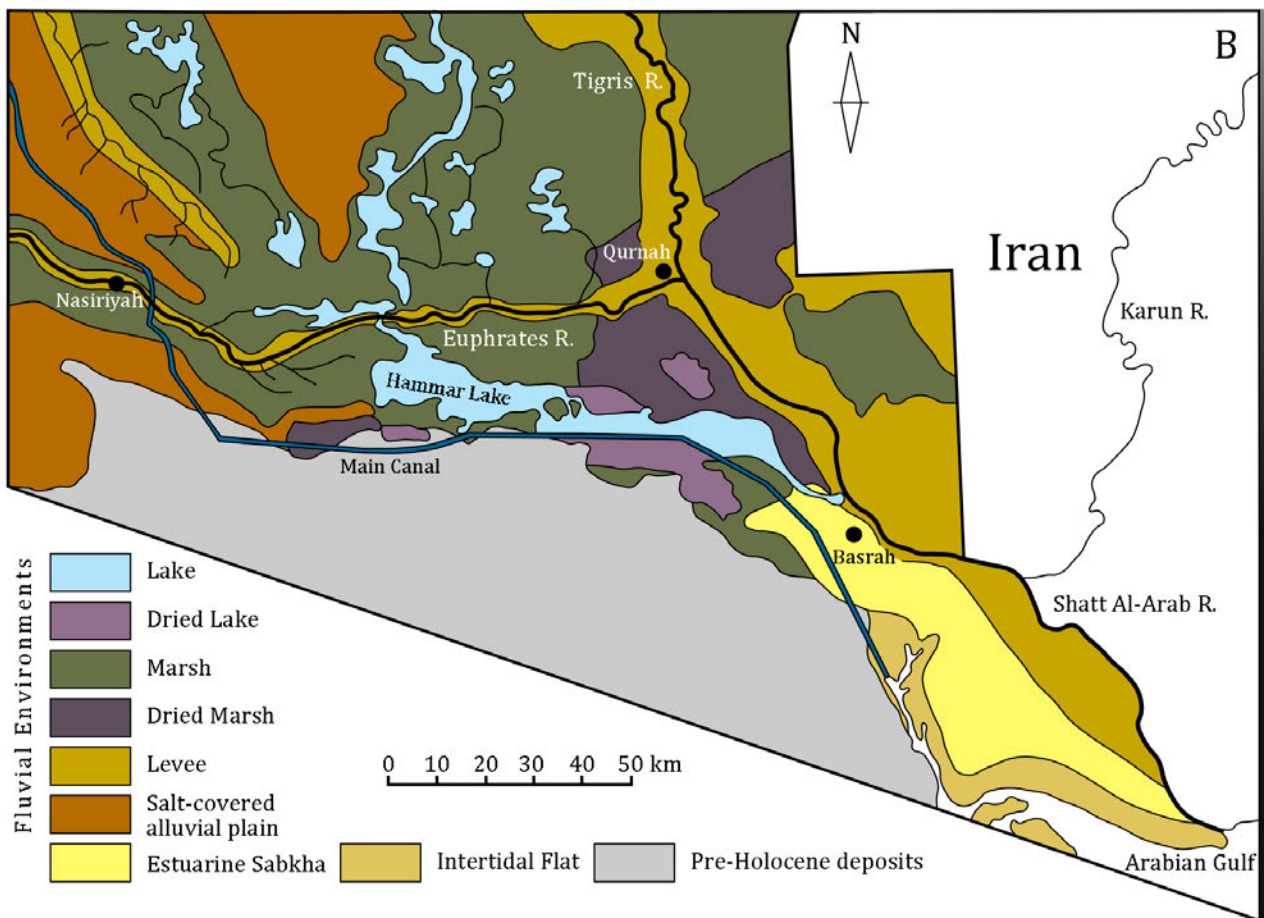 B
N
Tigris R.
Iran
Qurnah
Karun R.
Nasiriyah
Euphrates R.
Hammar Lake
Main Canal
Basrah
Shatt Al-Arab R.
Arabian Gulf
Fluvial Environments
Lake
Dried Lake
Marsh
Dried Marsh
Levee
Salt-covered
alluvial plain
Estuarine Sabkha
Intertidal Flat
Pre-Holocene deposits
0 10 20 30 40 50 km